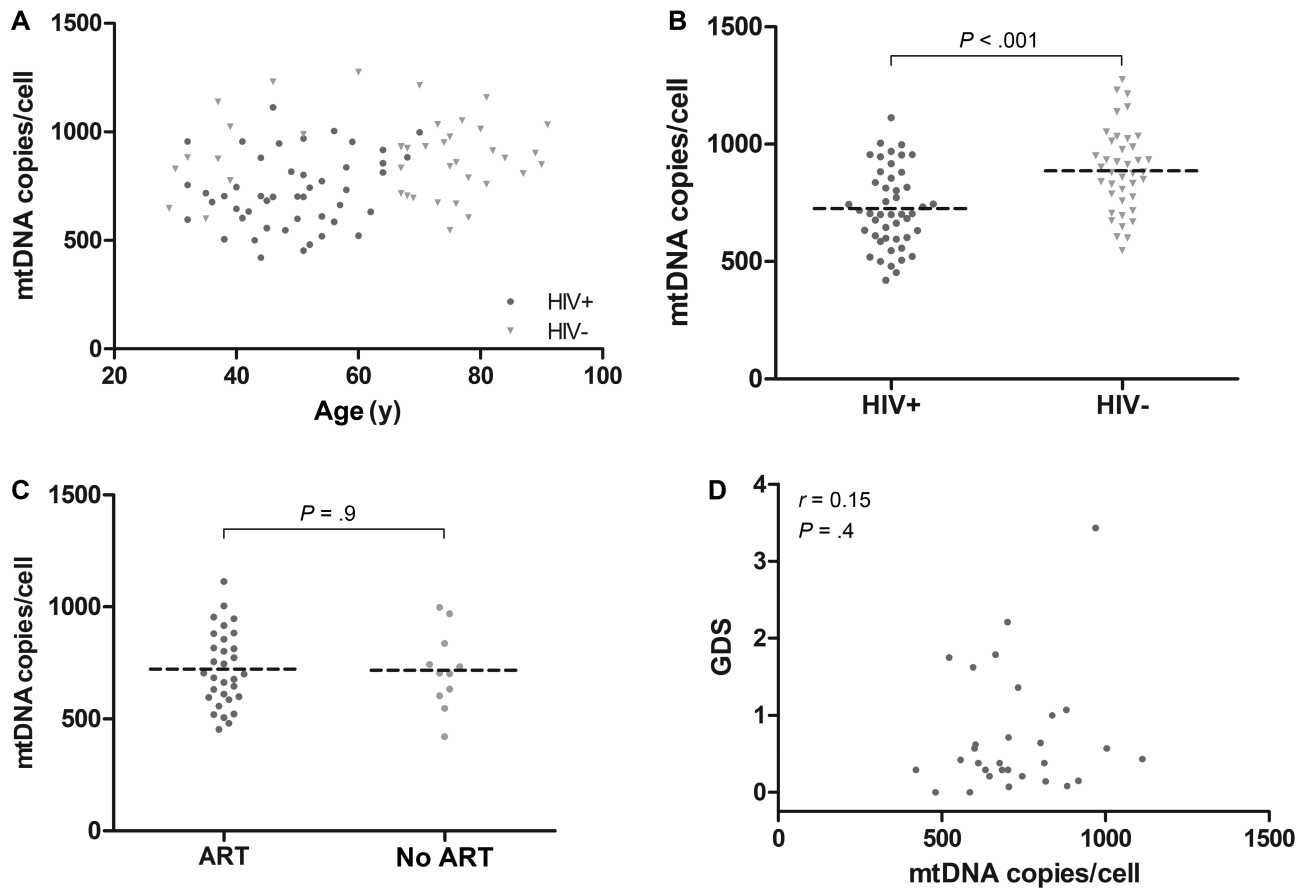 A
1500
1000
500
0
mtDNA copies/cell
20 40 60 80 100
Age (y)
HIV+
HIV-
B
1500
1000
500
0
mtDNA copies/cell
P < .001
HIV+ HIV-
C
1500
1000
500
0
mtDNA copies/cell
P = .9
ART No ART
D
4
3
2
1
0
GDS
r = 0.15
P = .4
0 500 1000 1500
mtDNA copies/cell